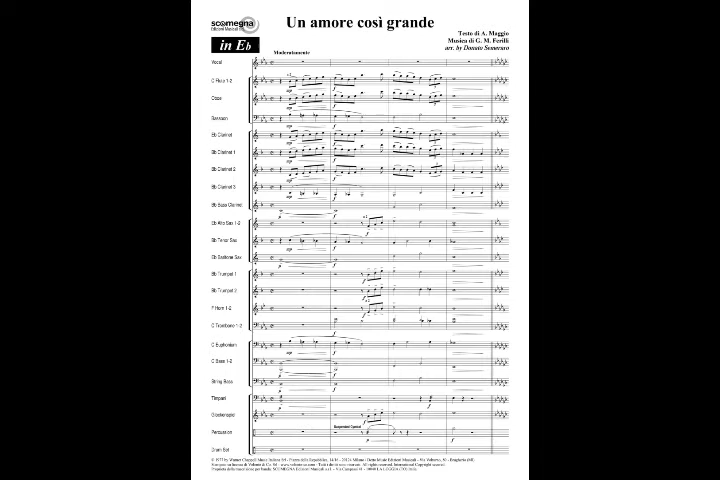 scomegna
Edizioni Musicali
Un amore così grande
Testo di A. Maggio
Musica di G. M. Ferilli
arr. by Donato Semeraro
in Eb
Moderatamente
Vocal
C Flute 1-2
Oboe
Bassoon
Eb Clarinet
Bb Clarinet 1
Bb Clarinet 2
Bb Clarinet 3
Bb Bass Clarinet
Eb Alto Sax 1-2
Bb Tenor Sax
Eb Baritone Sax
Bb Trumpet 1
Bb Trumpet 2
F Horn 1-2
C Trombone 1-2
C Euphonium
C Bass 1-2
String Bass
Timpani
Glockenspiel
Suspended Cymbal
Percussion
Drum Set